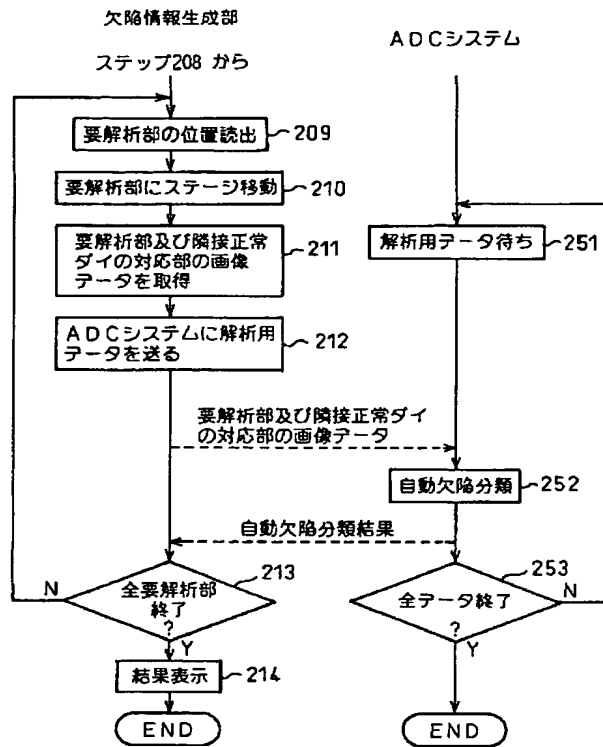 欠陥情報生成部
ステップ208 から
要解析部の位置読出
209
要解析部にステージ移動
210
要解析部及び隣接正常
ダイの対応部の画像
データを取得
211
ADCシステムに解析用
データを送る
212
要解析部及び隣接正常ダイ
の対応部の画像データ
自動欠陥分類結果
213
N
全要解析部
終了
?
Y
結果表示
214
END
ADCシステム
解析用データ待ち
251
自動欠陥分類
252
253
全データ終了
?
N
Y
END